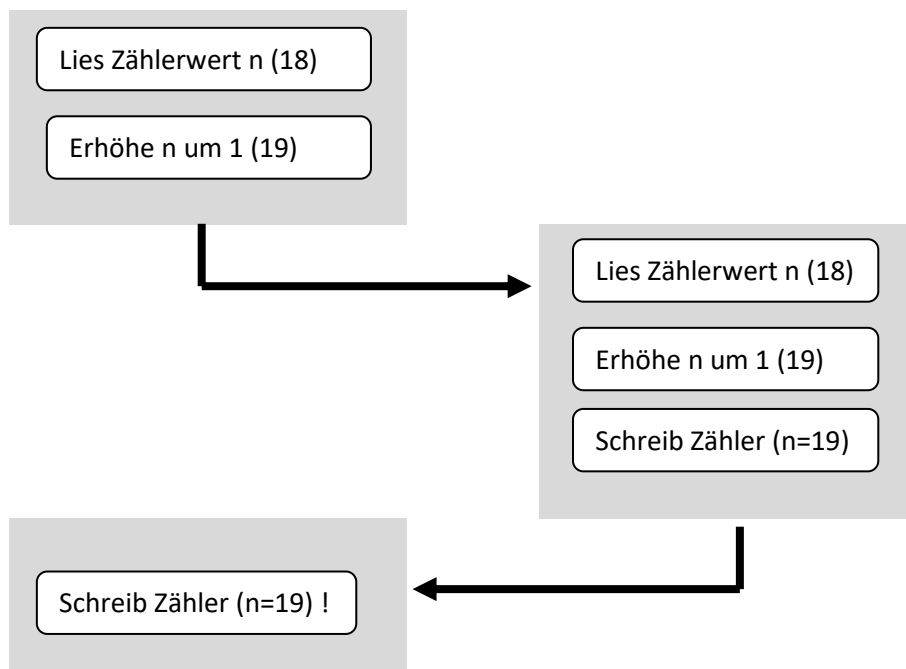 Lies Zählerwert n (18)
Erhöhe n um 1 (19)
Lies Zählerwert n (18)
Erhöhe n um 1 (19)
Schreib Zähler (n=19)
Schreib Zähler (n=19) !